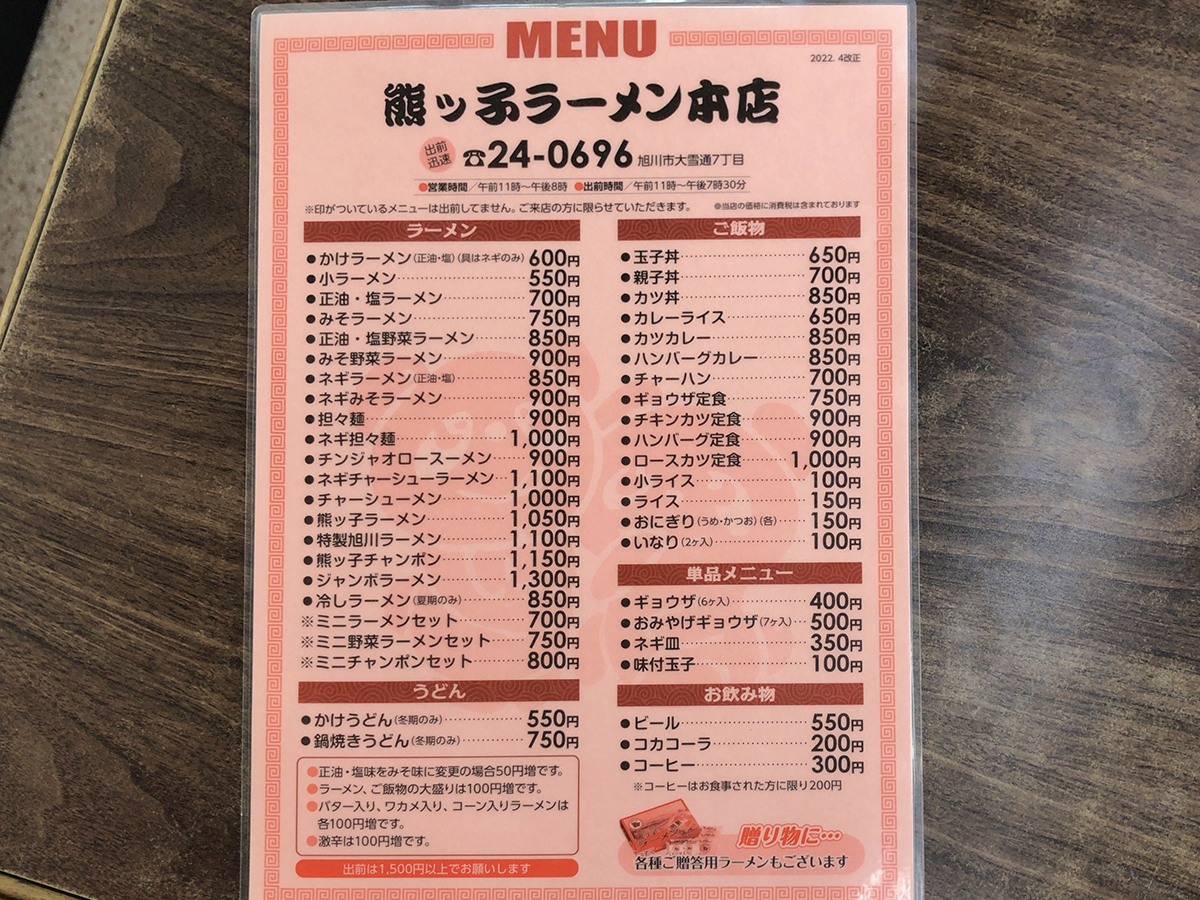 MENU
2022. 4改正
熊ッ子ラーメン本店
出前
迅速
☎24-0696 旭川市大雪通7丁目
●営業時間／午前11時～午後8時 ●出前時間／午前11時～午後7時30分
※印がついているメニューは出前してません。ご来店の方に限らせていただきます。
※当店の価格に消費税は含まれております
ラーメン
●かけラーメン(正油・塩)(具はネギのみ) 600円
●小ラーメン 550円
●正油・塩ラーメン 700円
●みそラーメン 750円
●正油・塩野菜ラーメン 850円
●みそ野菜ラーメン 900円
●ネギラーメン(正油・塩) 850円
●ネギみそラーメン 900円
●担々麺 900円
●ネギ担々麺 1,000円
●チンジャオロースーメン 900円
●ネギチャーシューラーメン 1,100円
●チャーシューメン 1,000円
●熊ッ子ラーメン 1,050円
●特製旭川ラーメン 1,100円
●熊ッ子チャンポン 1,150円
●ジャンボラーメン 1,300円
●冷しラーメン(夏期のみ) 850円
※ミニラーメンセット 700円
※ミニ野菜ラーメンセット 750円
※ミニチャンポンセット 800円
うどん
●かけうどん(冬期のみ) 550円
●鍋焼きうどん(冬期のみ) 750円
●正油・塩味をみそ味に変更の場合50円増です。
●ラーメン、ご飯物の大盛りは100円増です。
●バター入り、ワカメ入り、コーン入りラーメンは
各100円増です。
●激辛は100円増です。
出前は1,500円以上でお願いします
ご飯物
●玉子丼 650円
●親子丼 700円
●カツ丼 850円
●カレーライス 650円
●カツカレー 850円
●ハンバーグカレー 850円
●チャーハン 700円
●ギョウザ定食 750円
●チキンカツ定食 900円
●ハンバーグ定食 900円
●ロースカツ定食 1,000円
●小ライス 100円
●ライス 150円
●おにぎり(うめ・かつお)(各) 150円
●いなり(2ヶ入) 100円
単品メニュー
●ギョウザ(6ヶ入) 400円
●おみやげギョウザ(7ヶ入) 500円
●ネギ皿 350円
●味付玉子 100円
お飲み物
●ビール 550円
●コカコーラ 200円
●コーヒー 300円
※コーヒーはお食事された方に限り200円
贈り物に…
各種ご贈答用ラーメンもございます